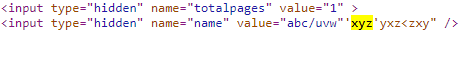 <input type="hidden" name="totalpages" value="1" >
<input type="hidden" name="name" value="abc/uvw"'xyz'yxz<zxy" />